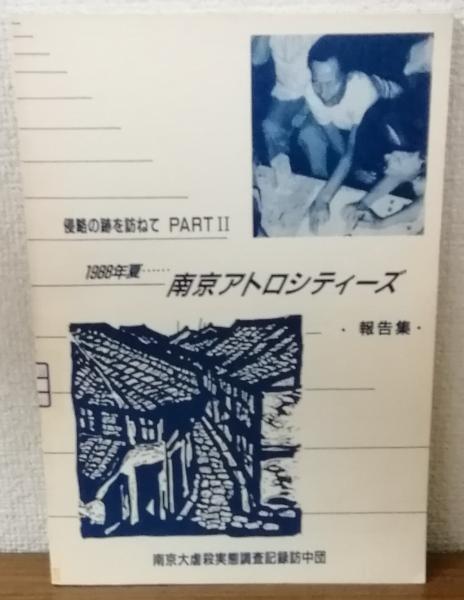 侵略の跡を訪ねて PART II
1988年夏……
南京アトロシティーズ
・報告集・
南京大虐殺実態調査記録訪中団